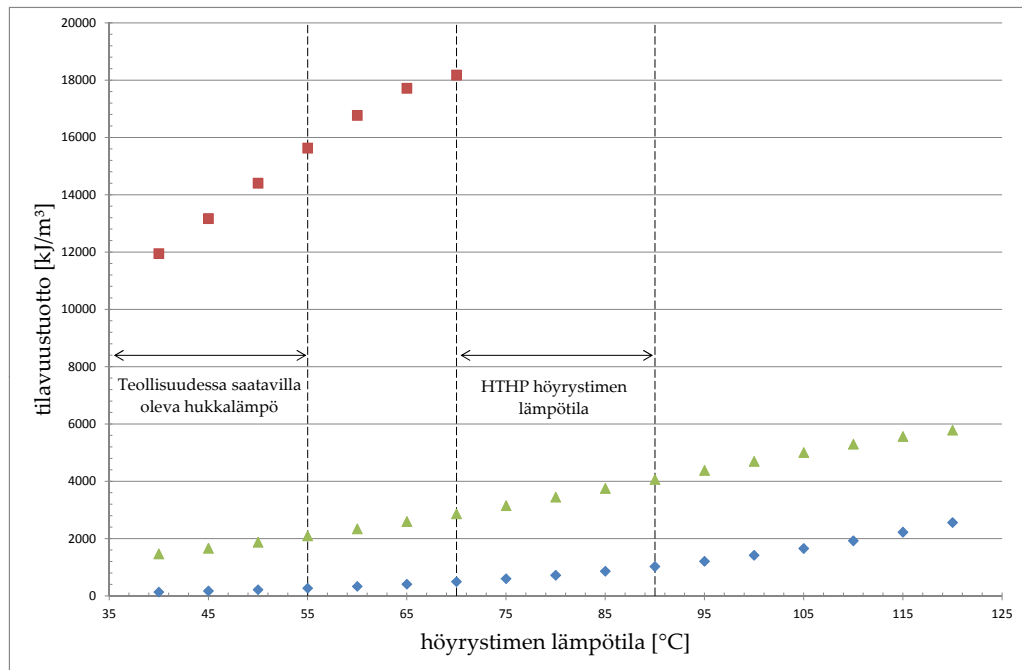 20000
18000
16000
14000
12000
10000
8000
6000
4000
2000
0
tilavuustuotto [kJ/m³]
Teollisuudessa saatavilla
oleva hukkalämpö
HTHP höyrystimen
lämpötila
35 45 55 65 75 85 95 105 115 125
höyrystimen lämpötila [°C]